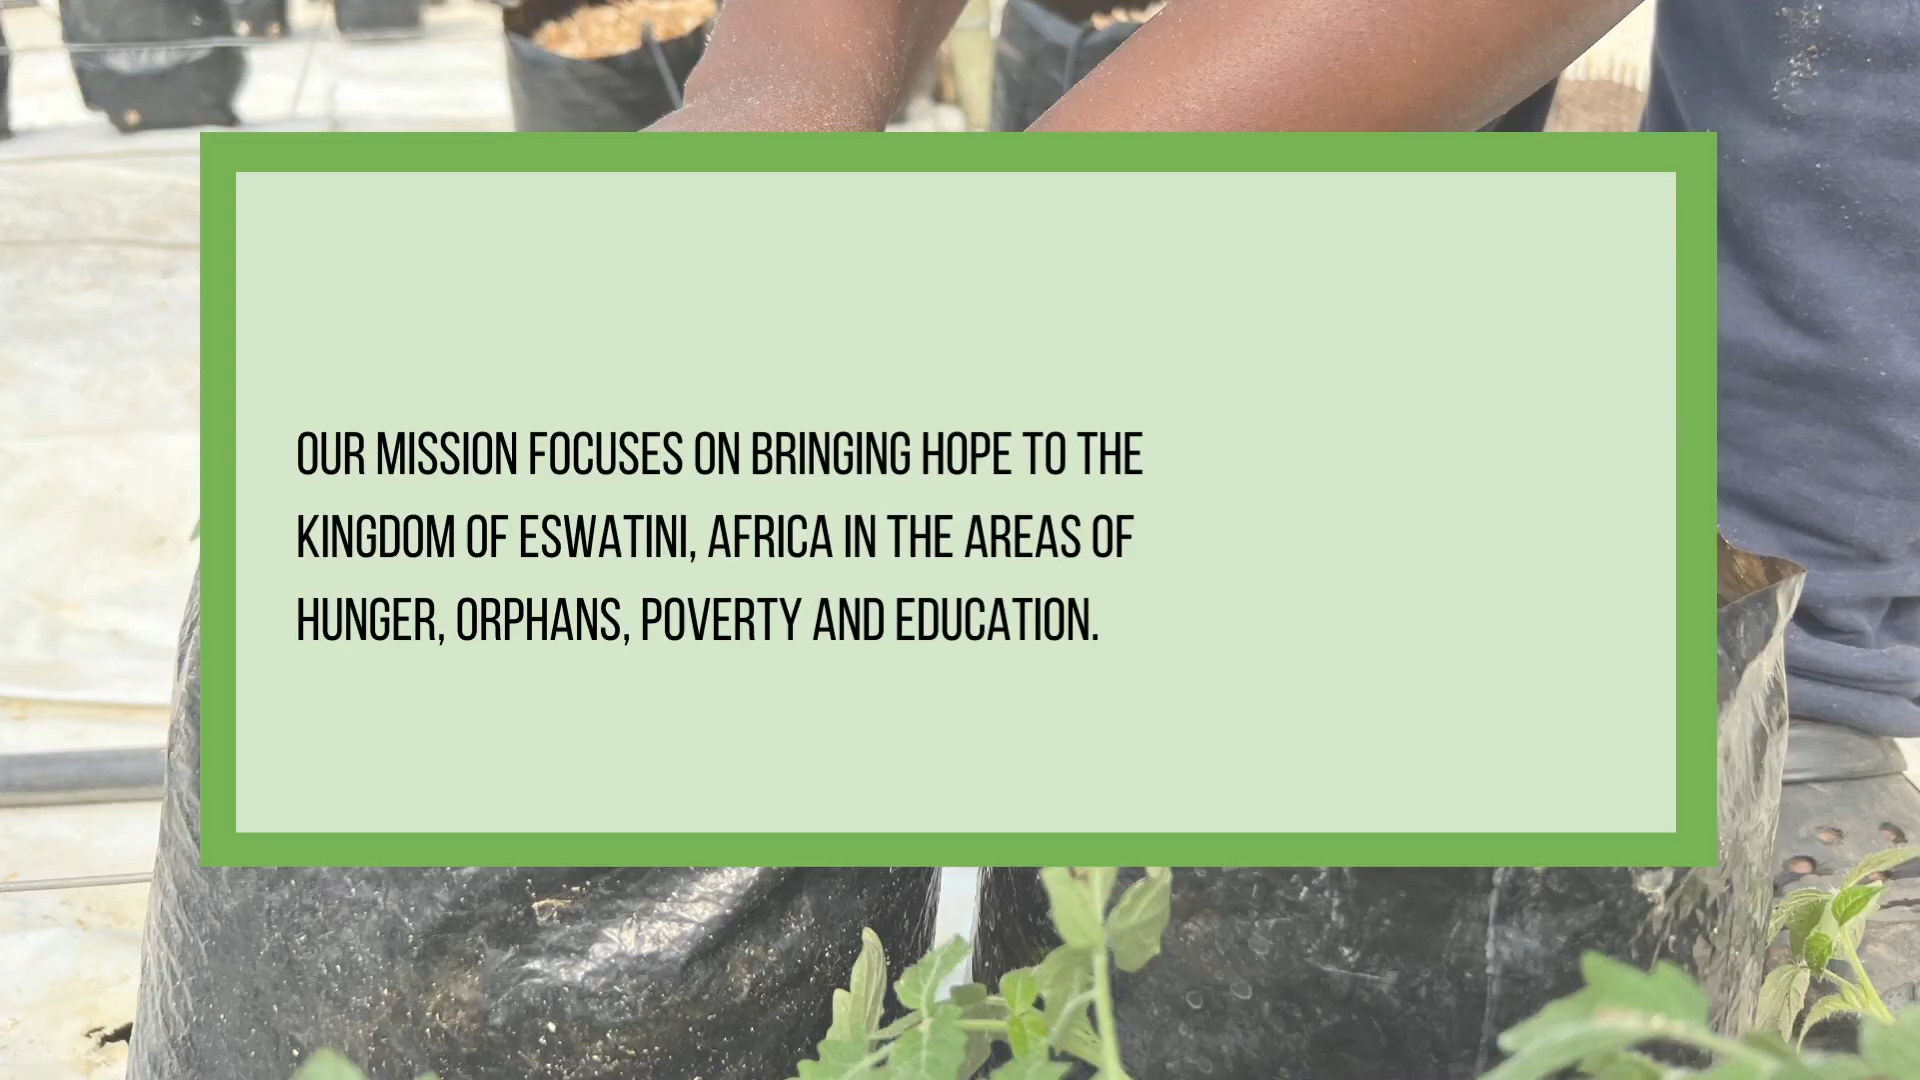 OUR MISSION FOCUSES ON BRINGING HOPE TO THE
KINGDOM OF ESWATINI, AFRICA IN THE AREAS OF
HUNGER, ORPHANS, POVERTY AND EDUCATION.